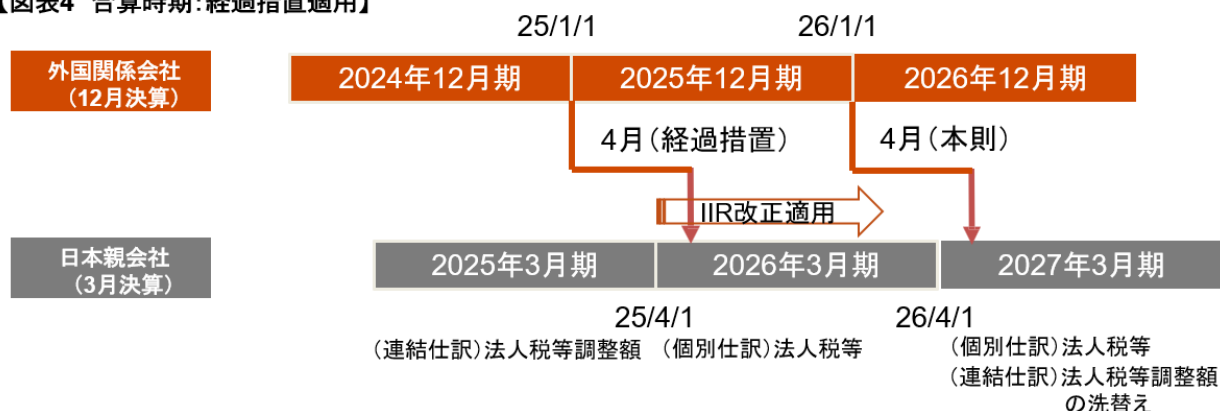 【図表4 合算時期:経過措置適用】
25/1/1
26/1/1
外国関係会社
(12月決算)
2024年12月期
2025年12月期
2026年12月期
4月(経過措置)
4月(本則)
IIR改正適用
日本親会社
(3月決算)
2025年3月期
2026年3月期
2027年3月期
25/4/1
26/4/1
(連結仕訳)法人税等調整額
(個別仕訳)法人税等
(個別仕訳)法人税等
(連結仕訳)法人税等調整額
の洗替え